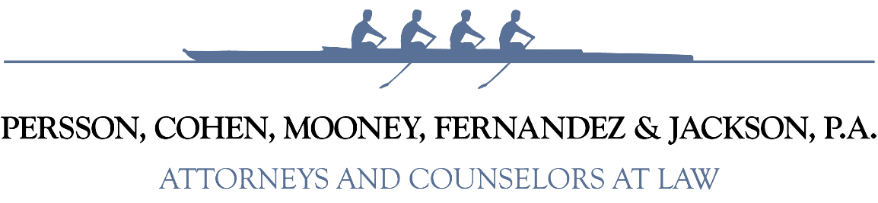 PERSSON, COHEN, MOONEY, FERNANDEZ & JACKSON, P.A.
ATTORNEYS AND COUNSELORS AT LAW